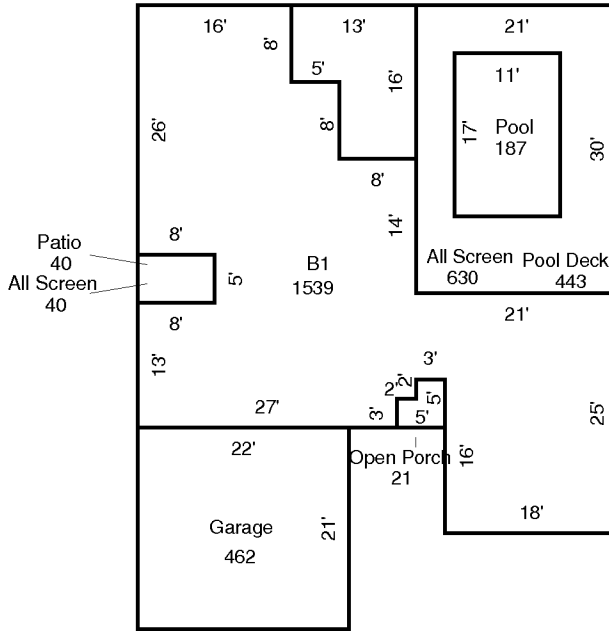 16' 13' 21'
8'
5' 11'
16'
26' 8' 17' Pool 30'
187
8'
14'
8'
Patio
40
All Screen
40
5'
B1
1539
All Screen
630
Pool Deck
443
8' 21'
13' 3'
2' 2'
5'
27' 3' 5' 25'
22' Open Porch
21
16'
18'
Garage
462
21'